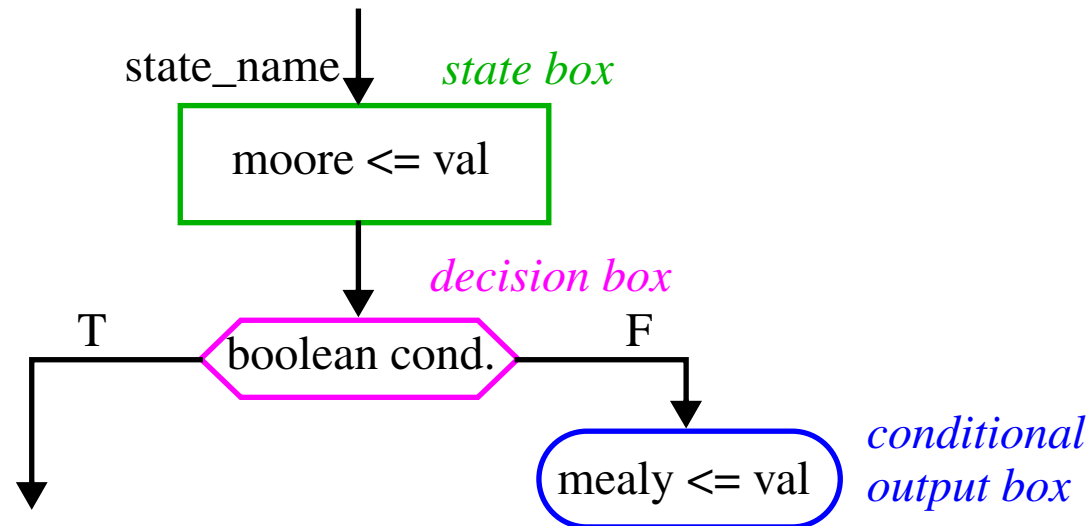 state_name
state box
moore <= val
decision box
T
F
boolean cond.
conditional
output box
mealy <= val